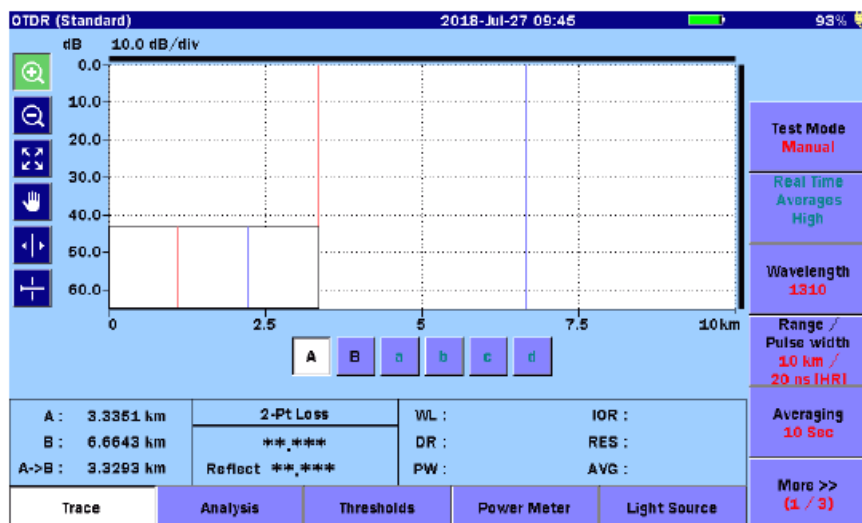 OTDR (Standard) 2018-Jul-27 09:45 93%
dB 10.0 dB/div
0.0
10.0
20.0
30.0
40.0
50.0
60.0
0 2.5 5 7.5 10km
A B a b c d
A : 3.3351 km
B : 6.6643 km
A->B : 3.3293 km
2-Pt Loss
**.***
Reflect **.***
WL : IOR :
DR : RES :
PW : AVG :
Trace Analysis Thresholds Power Meter Light Source
Test Mode
Manual
Real Time
Averages
High
Wavelength
1310
Range /
Pulse width
10 km /
20 ns [HR]
Averaging
10 Sec
More >>
(1 / 3)